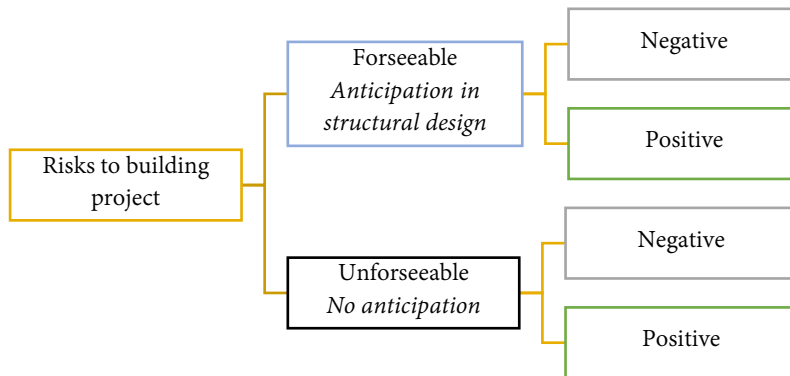 Risks to building
project
Forseeable
Anticipation in
structural design
Negative
Positive
Unforseeable
No anticipation
Negative
Positive